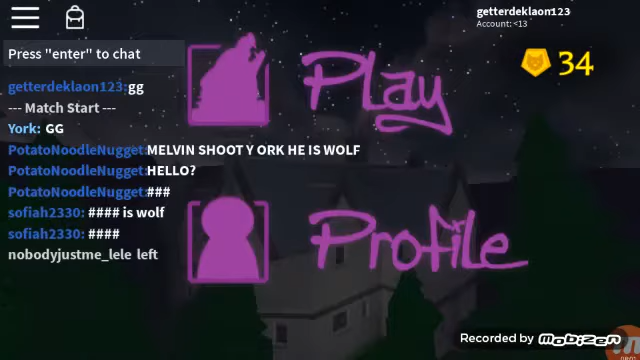 getterdeklaon123
Account: <13
Press "enter" to chat
34
Play
getterdeklaon123: gg
--- Match Start ---
York: GG
PotatoNoodleNugget: MELVIN SHOOT Y ORK HE IS WOLF
PotatoNoodleNugget: HELLO?
PotatoNoodleNugget: ###
sofiah2330: #### is wolf
sofiah2330: ####
nobodyjustme_lele left
Profile
Recorded by Mobizen